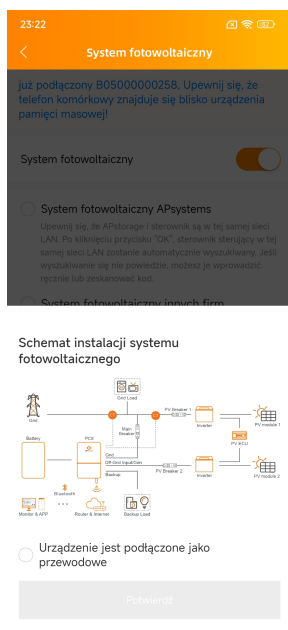 23:22
System fotowoltaiczny
już podłączony B05000000258, Upewnij się, że
telefon komórkowy znajduje się blisko urządzenia
pamięci masowej!
System fotowoltaiczny
System fotowoltaiczny APsystems
Upewnij się, że APstorage i sterownik są w tej samej sieci
LAN. Po kliknięciu przycisku "OK", sterownik sterujący w tej
samej sieci LAN zostanie automatycznie wyszukiwany. Jeśli
wyszukiwanie się nie powiedzie, możesz je wprowadzić
ręcznie lub zeskanować kod.
System fotowoltaiczny innych firm
Schemat instalacji systemu
fotowoltaicznego
Grid Load
Grid
Main
Breaker
PV Breaker 1
Inverter
PV module 1
Battery
PCS
PV ECU
Grid
Off-Grid Input/Gen
Backup
PV Breaker 2
Inverter
PV module 2
Bluetooth
Monitor & APP
Router & Internet
Backup Load
Urządzenie jest podłączone jako
przewodowe
Potwierdź